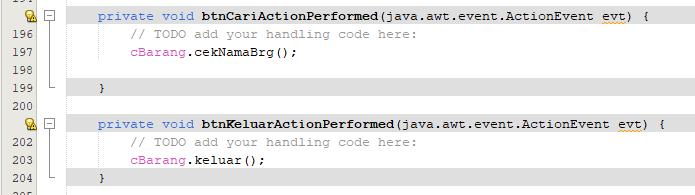 private void btnCariActionPerformed(java.awt.event.ActionEvent evt) {
196 // TODO add your handling code here:
197 cBarang.cekNamaBrg();
198
199 }
200
private void btnKeluarActionPerformed(java.awt.event.ActionEvent evt) {
202 // TODO add your handling code here:
203 cBarang.keluar();
204 }